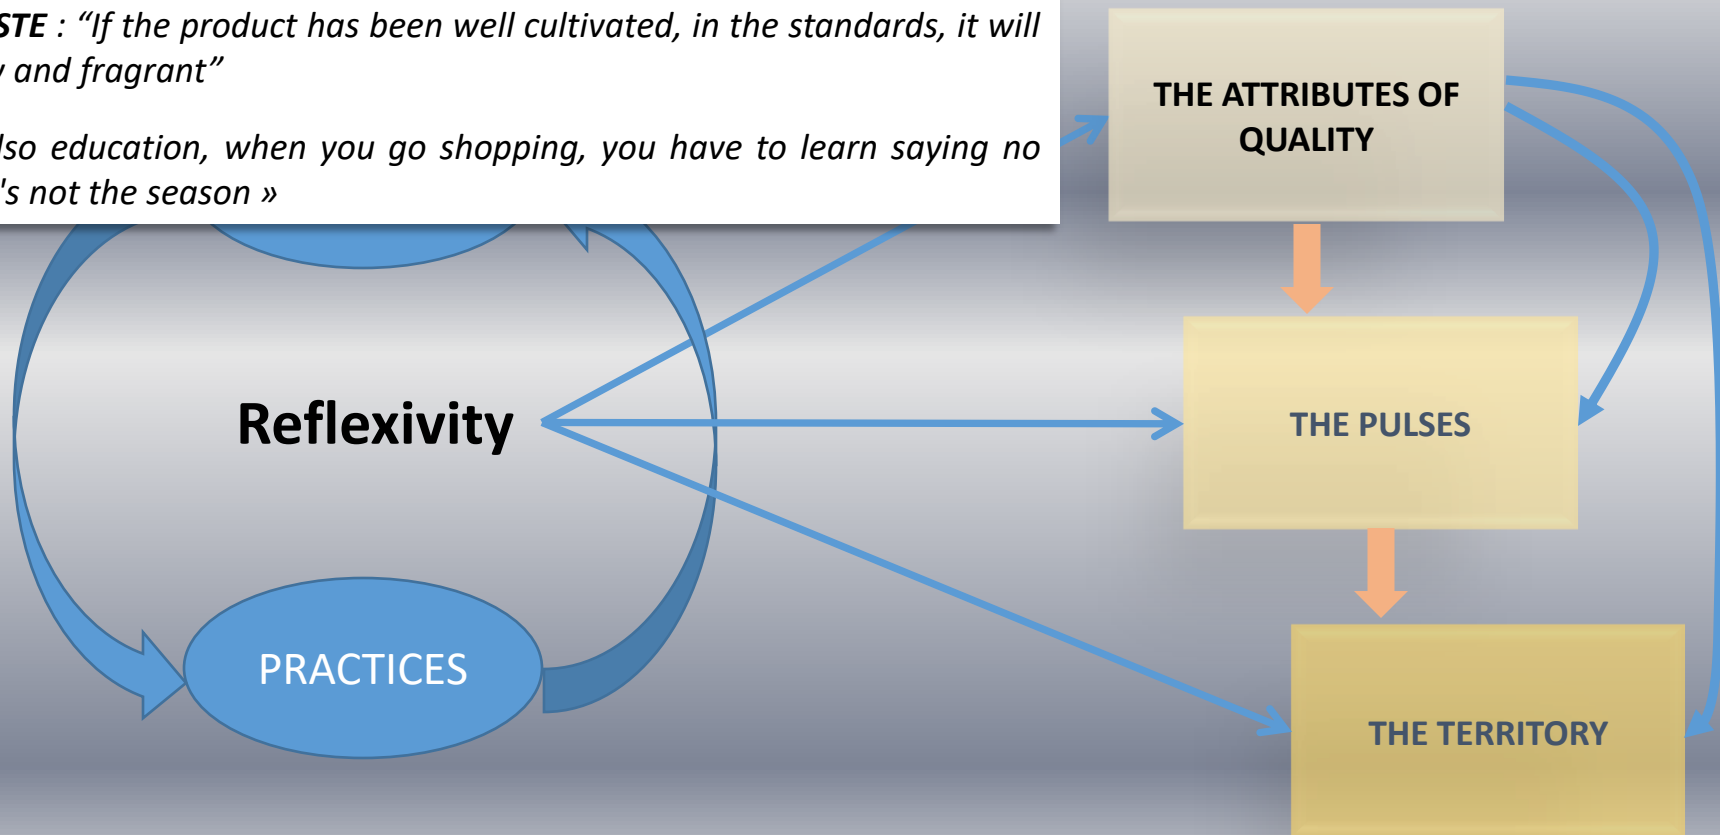 STE : “If the product has been well cultivated, in the standards, it will
and fragrant”
lso education, when you go shopping, you have to learn saying no
's not the season »
THE ATTRIBUTES OF
QUALITY
Reflexivity
THE PULSES
PRACTICES
THE TERRITORY